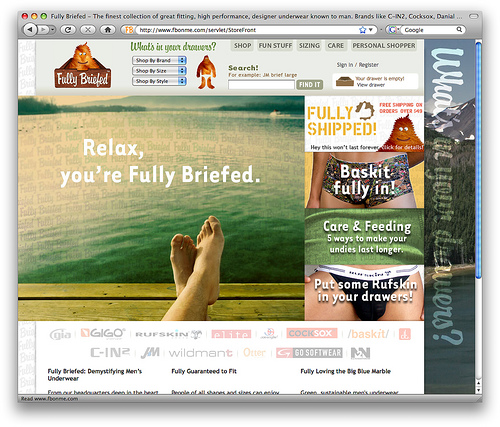 Fully Briefed – The finest collection of great fitting, high performance, designer underwear known to man. Brands like C-IN2, Cocksox, Danial ...
FB
http://www.fbonme.com/servlet/StoreFront
Google
Fully Briefed
What's in your drawers?
Shop By Brand
Shop By Size
Shop By Style
SHOP
FUN STUFF
SIZING
CARE
PERSONAL SHOPPER
Search!
For example: JM brief large
FIND IT
Sign in / Register
Your drawer is empty!
View drawer
Relax,
you're Fully Briefed.
FULLY
SHIPPED!
FREE SHIPPING ON
ORDERS OVER $49
Hey this won't last forever, click for details!
Baskit
fully in!
Care & Feeding
5 ways to make your
undies last longer.
Put some Rufskin
in your drawers!
What's in your drawers?
gia
GIGO
RUFSKIN
elite
COCKSOX
/baskit/
C-IN2
JM
wildmant
GO SOFTWEAR
Fully Briefed: Demystifying Men's
Underwear
Fully Guaranteed to Fit
Fully Loving the Big Blue Marble
From our headquarters deep in the heart
People of all shapes and sizes can enjoy
Green, sustainable men's underwear
Read www.fbonme.com